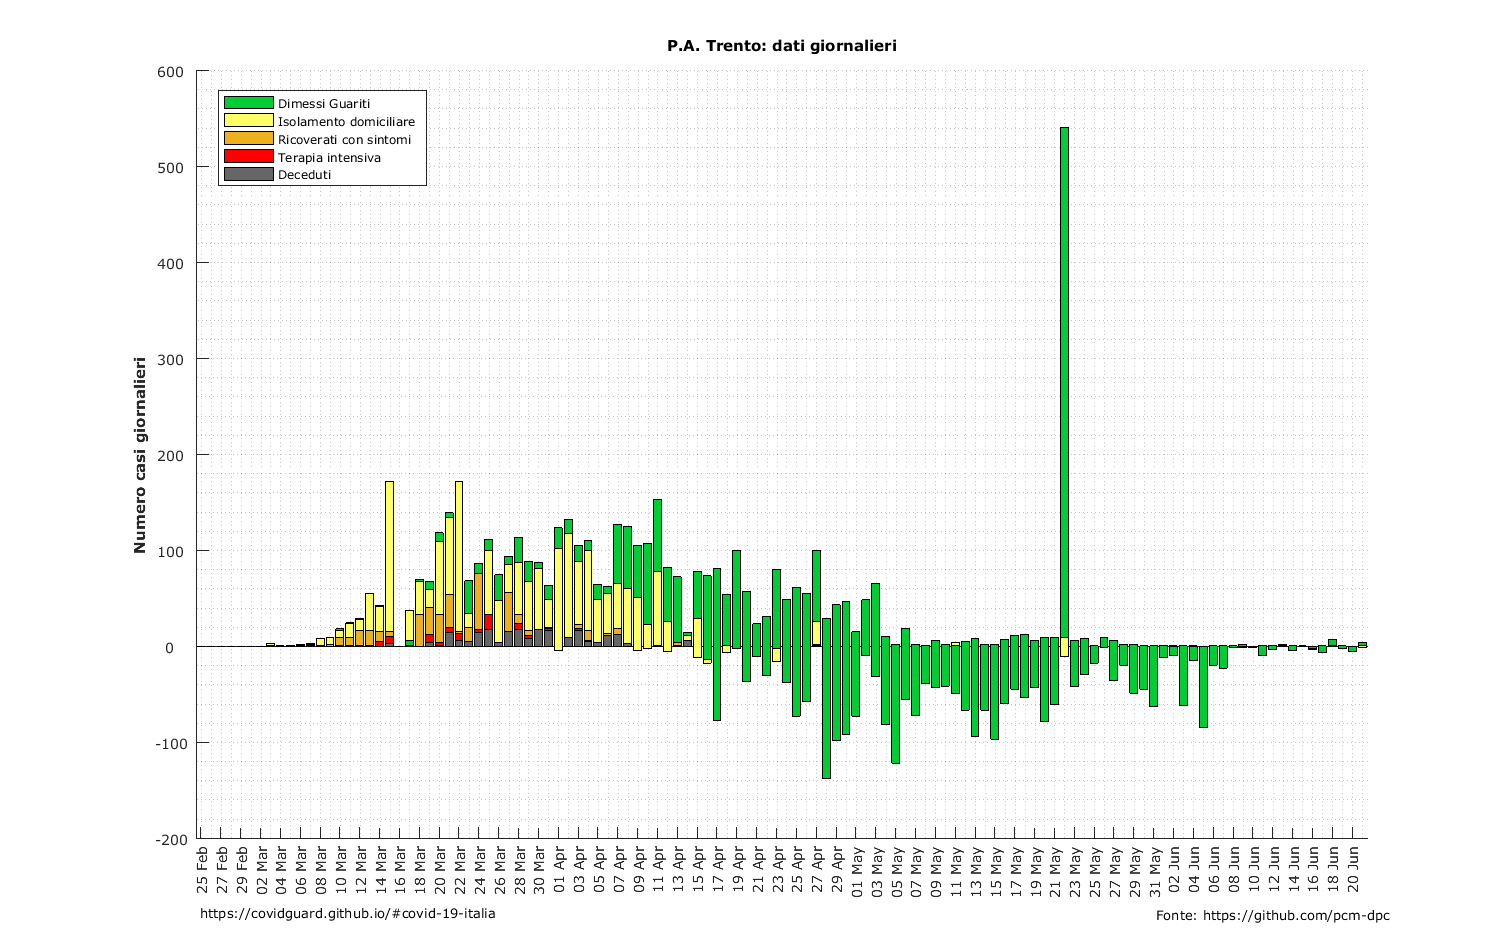 P.A. Trento: dati giornalieri
600
500
400
300
200
100
0
-100
-200
Numero casi giornalieri
Dimessi Guariti
Isolamento domiciliare
Ricoverati con sintomi
Terapia intensiva
Deceduti
25 Feb
27 Feb
29 Feb
02 Mar
04 Mar
06 Mar
08 Mar
10 Mar
12 Mar
14 Mar
16 Mar
18 Mar
20 Mar
22 Mar
24 Mar
26 Mar
28 Mar
30 Mar
01 Apr
03 Apr
05 Apr
07 Apr
09 Apr
11 Apr
13 Apr
15 Apr
17 Apr
19 Apr
21 Apr
23 Apr
25 Apr
27 Apr
29 Apr
01 May
03 May
05 May
07 May
09 May
11 May
13 May
15 May
17 May
19 May
21 May
23 May
25 May
27 May
29 May
31 May
02 Jun
04 Jun
06 Jun
08 Jun
10 Jun
12 Jun
14 Jun
16 Jun
18 Jun
20 Jun
https://covidguard.github.io/#covid-19-italia
Fonte: https://github.com/pcm-dpc